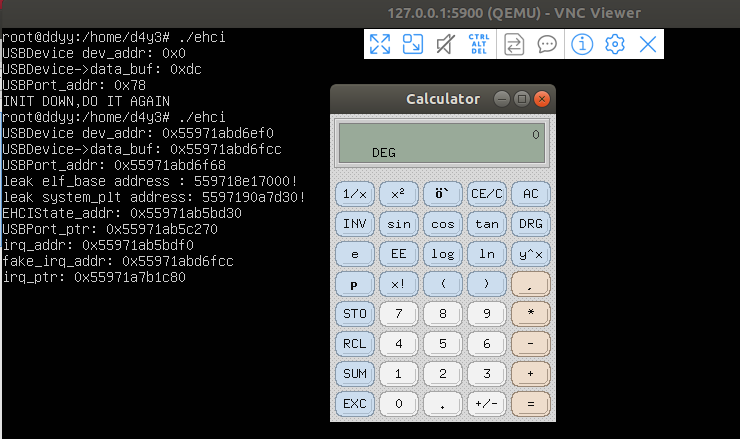 127.0.0.1:5900 (QEMU) - VNC Viewer
CTRL
ALT
DEL
root@ddyy:/home/d4y3# ./ehci
USBDevice dev_addr: 0x0
USBDevice->data_buf: 0xdc
USBPort_addr: 0x78
INIT DOWN,DO IT AGAIN
root@ddyy:/home/d4y3# ./ehci
USBDevice dev_addr: 0x55971abd6ef0
USBDevice->data_buf: 0x55971abd6fcc
USBPort_addr: 0x55971abd6f68
leak elf_base address : 559718e17000!
leak system_plt address: 5597190a7d30!
EHCIState_addr: 0x55971ab5bd30
USBPort_ptr: 0x55971ab5c270
irq_addr: 0x55971ab5bdf0
fake_irq_addr: 0x55971abd6fcc
irq_ptr: 0x55971a7b1c80
Calculator
0
DEG
1/x x² ö` CE/C AC
INV sin cos tan DRG
e EE log ln y^x
p x! ( ) ,
STO 7 8 9 *
RCL 4 5 6 -
SUM 1 2 3 +
EXC 0 . +/- =